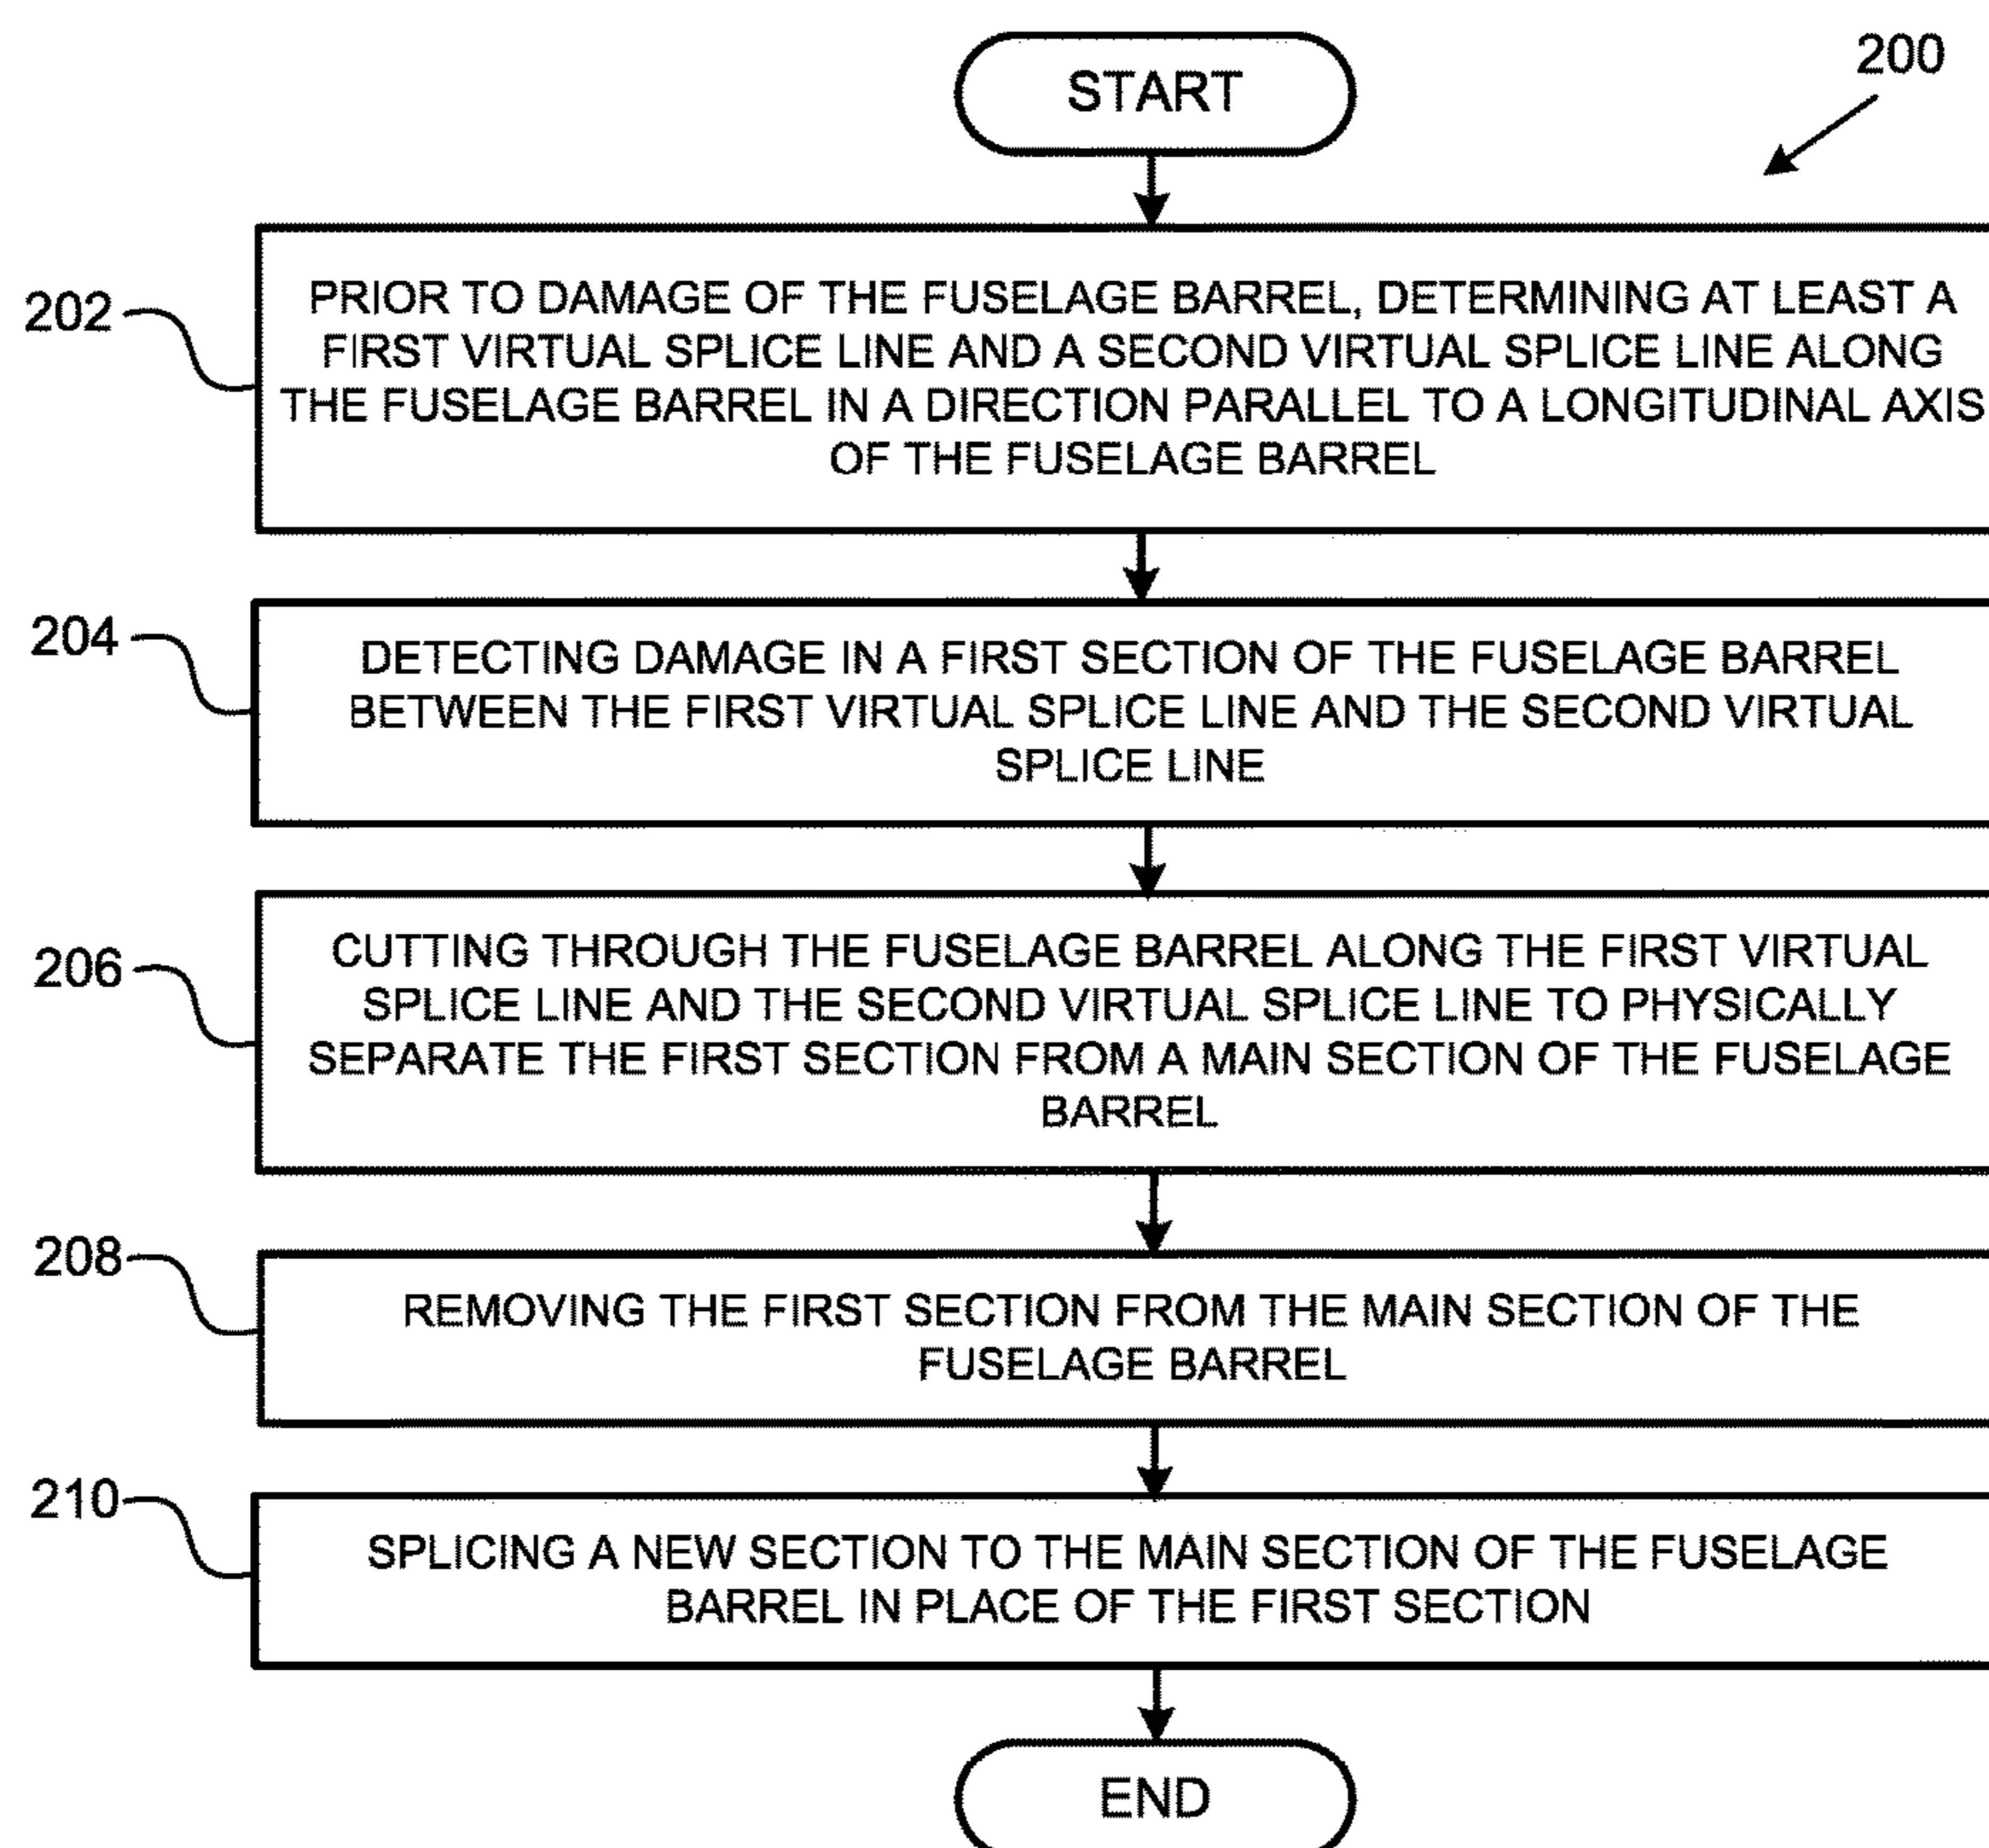 START
200
202
PRIOR TO DAMAGE OF THE FUSELAGE BARREL, DETERMINING AT LEAST A
FIRST VIRTUAL SPLICE LINE AND A SECOND VIRTUAL SPLICE LINE ALONG
THE FUSELAGE BARREL IN A DIRECTION PARALLEL TO A LONGITUDINAL AXIS
OF THE FUSELAGE BARREL
204
DETECTING DAMAGE IN A FIRST SECTION OF THE FUSELAGE BARREL
BETWEEN THE FIRST VIRTUAL SPLICE LINE AND THE SECOND VIRTUAL
SPLICE LINE
206
CUTTING THROUGH THE FUSELAGE BARREL ALONG THE FIRST VIRTUAL
SPLICE LINE AND THE SECOND VIRTUAL SPLICE LINE TO PHYSICALLY
SEPARATE THE FIRST SECTION FROM A MAIN SECTION OF THE FUSELAGE
BARREL
208
REMOVING THE FIRST SECTION FROM THE MAIN SECTION OF THE
FUSELAGE BARREL
210
SPLICING A NEW SECTION TO THE MAIN SECTION OF THE FUSELAGE
BARREL IN PLACE OF THE FIRST SECTION
END